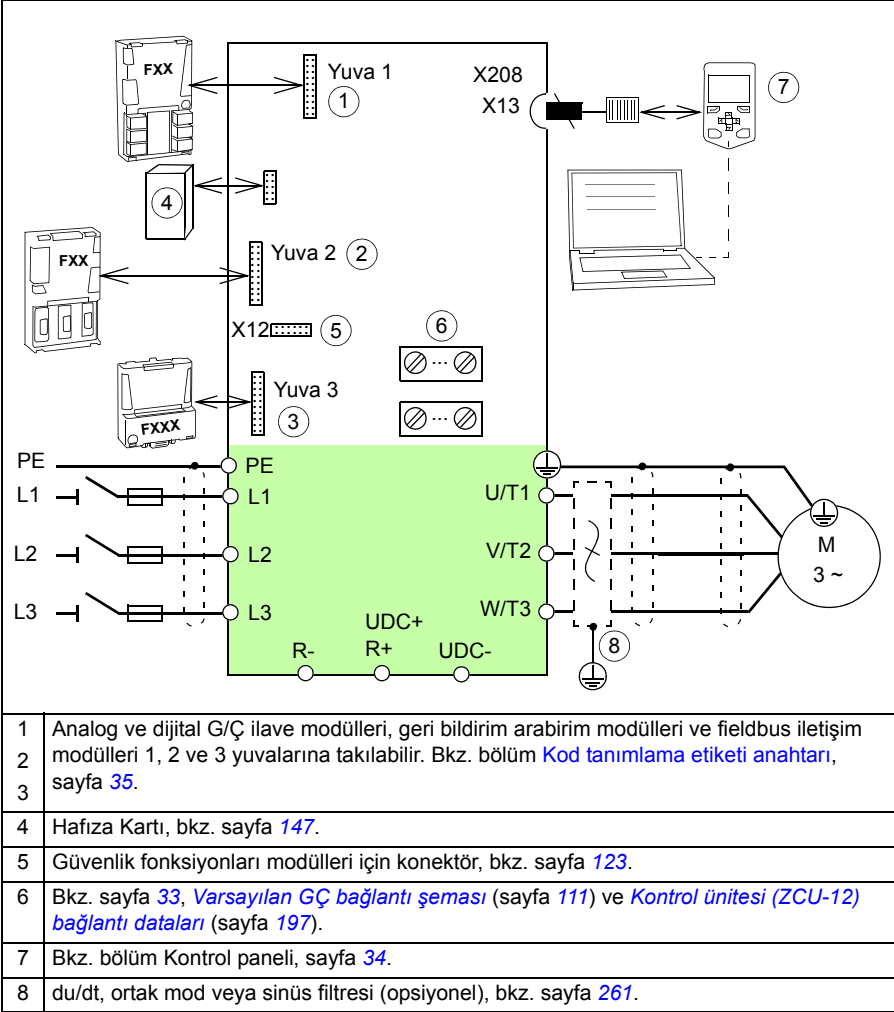 FXX
Yuva 1
1
X208
X13
7
4
FXX
Yuva 2
2
X12
5
6
...
Yuva 3
3
...
FXXX
PE
PE
L1
L1
U/T1
L2
L2
V/T2
M
3 ~
L3
L3
W/T3
UDC+
R-
R+
UDC-
8
1
2
3
Analog ve dijital G/Ç ilave modülleri, geri bildirim arabirim modülleri ve fieldbus iletişim
modülleri 1, 2 ve 3 yuvalarına takılabilir. Bkz. bölüm Kod tanımlama etiketi anahtarı,
sayfa 35.
4 Hafıza Kartı, bkz. sayfa 147.
5 Güvenlik fonksiyonları modülleri için konektör, bkz. sayfa 123.
6 Bkz. sayfa 33, Varsayılan GÇ bağlantı şeması (sayfa 111) ve Kontrol ünitesi (ZCU-12)
bağlantı dataları (sayfa 197).
7 Bkz. bölüm Kontrol paneli, sayfa 34.
8 du/dt, ortak mod veya sinüs filtresi (opsiyonel), bkz. sayfa 261.